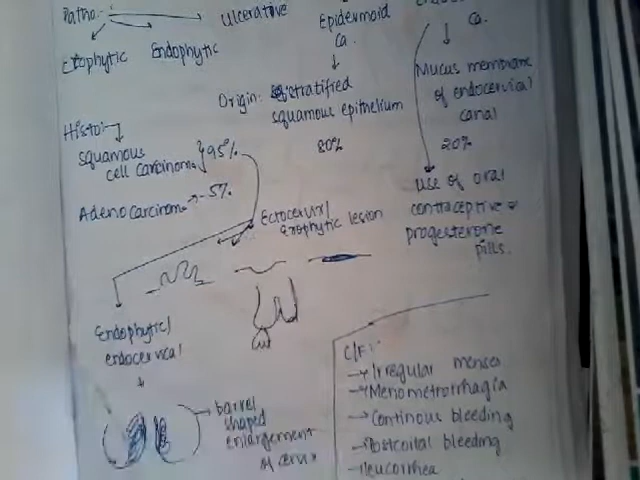 Patho:-
Ulcerative
Exophytic
Endophytic
Epidermoid
Ca.
Ca.
Origin: stratified
squamous epithelium
80%
Mucus membrane
of endocervical
canal
20%
use of oral
contraceptive &
progesterone
pills.
Histo:-
squamous
cell carcinoma } 95%
Adenocarcinoma -5%
Ectocervix/
Exophytic lesion
Endophytic/
endocervical
barrel
shaped
enlargement
of cervix
C/F:-
→ Irregular menses
→ Menometrorrhagia
→ Continous bleeding
→ Postcoital bleeding
→ leucorrhea